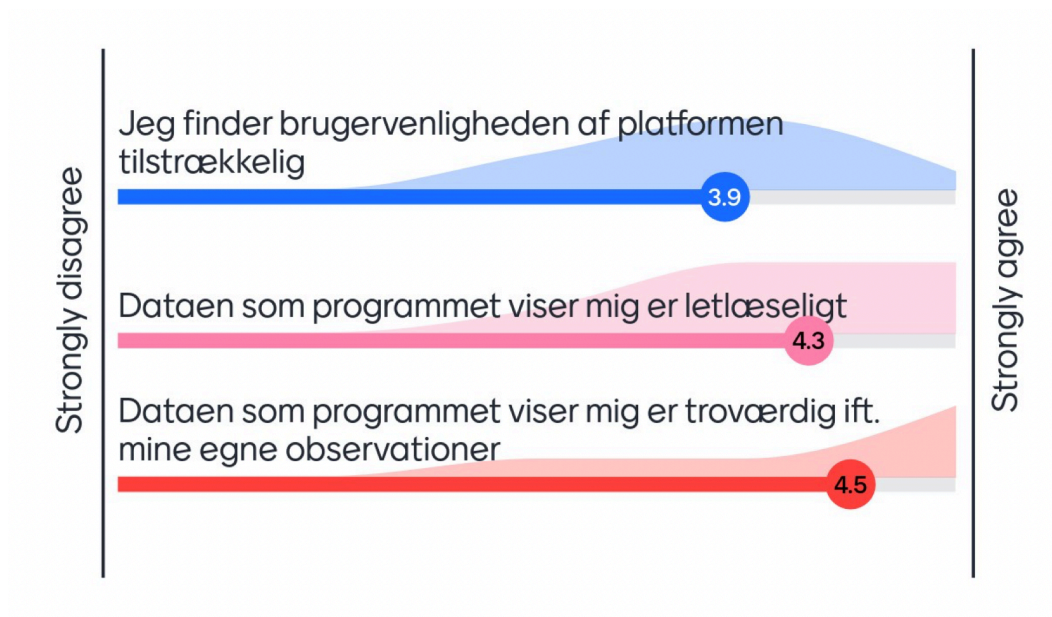 Strongly disagree
Jeg finder brugervenligheden af platformen
tilstrækkelig
3.9
Dataen som programmet viser mig er letlæseligt
4.3
Dataen som programmet viser mig er troværdig ift.
mine egne observationer
4.5
Strongly agree